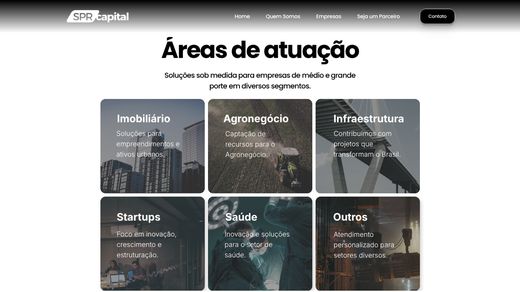 SPR capital
Home
Quem Somos
Empresas
Seja um Parceiro
Contato
Áreas de atuação
Soluções sob medida para empresas de médio e grande
porte em diversos segmentos.
Imobiliário
Soluções para
empreendimentos e
ativos urbanos.
Agronegócio
Captação de
recursos para o
Agronegócio.
Infraestrutura
Contribuímos com
projetos que
transformam o Brasil.
Startups
Foco em inovação,
crescimento e
estruturação.
Saúde
Inovação e soluções
para o setor de
saúde.
Outros
Atendimento
personalizado para
setores diversos.